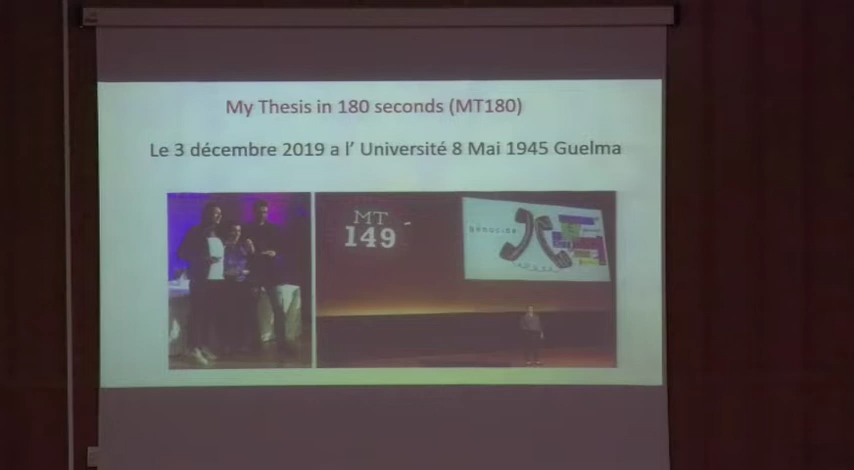 My Thesis in 180 seconds (MT180)
Le 3 décembre 2019 a l' Université 8 Mai 1945 Guelma
MT
149